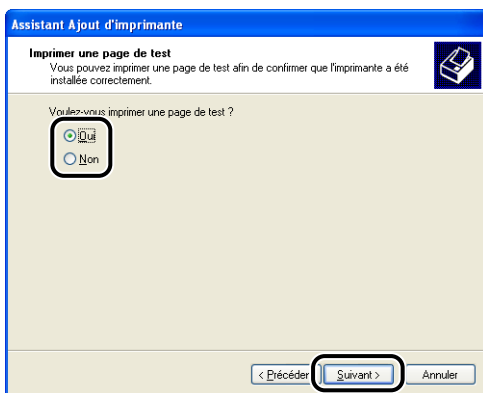 Assistant Ajout d'imprimante
Imprimer une page de test
Vous pouvez imprimer une page de test afin de confirmer que l'imprimante a été
installée correctement.
Voulez-vous imprimer une page de test ?
Oui
Non
< Précéder
Suivant >
Annuler